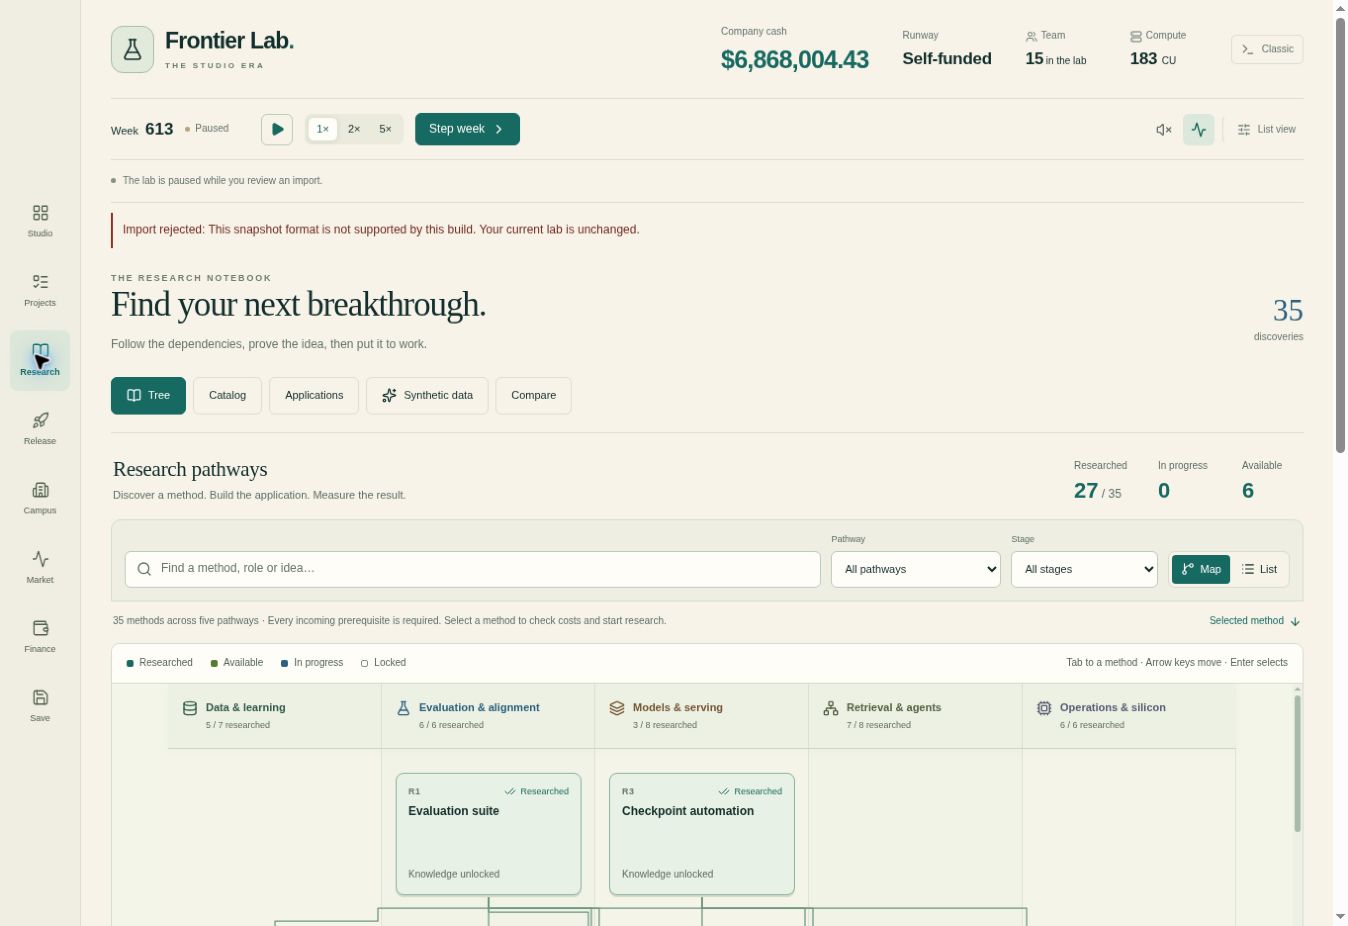 Frontier Lab.
THE STUDIO ERA
Company cash
$6,868,004.43
Runway
Self-funded
Team
15 in the lab
Compute
183 CU
Classic
Week 613
Paused
1×
2×
5×
Step week
List view
The lab is paused while you review an import.
Import rejected: This snapshot format is not supported by this build. Your current lab is unchanged.
Studio
Projects
Research
Release
Campus
Market
Finance
Save
THE RESEARCH NOTEBOOK
Find your next breakthrough.
Follow the dependencies, prove the idea, then put it to work.
35
discoveries
Tree
Catalog
Applications
Synthetic data
Compare
Research pathways
Discover a method. Build the application. Measure the result.
Researched
27 / 35
In progress
0
Available
6
Find a method, role or idea…
Pathway
All pathways
Stage
All stages
Map
List
35 methods across five pathways · Every incoming prerequisite is required. Select a method to check costs and start research.
Selected method
Researched
Available
In progress
Locked
Tab to a method · Arrow keys move · Enter selects
Data & learning
5 / 7 researched
Evaluation & alignment
6 / 6 researched
Models & serving
3 / 8 researched
Retrieval & agents
7 / 8 researched
Operations & silicon
6 / 6 researched
R1
Researched
Evaluation suite
Knowledge unlocked
R3
Researched
Checkpoint automation
Knowledge unlocked